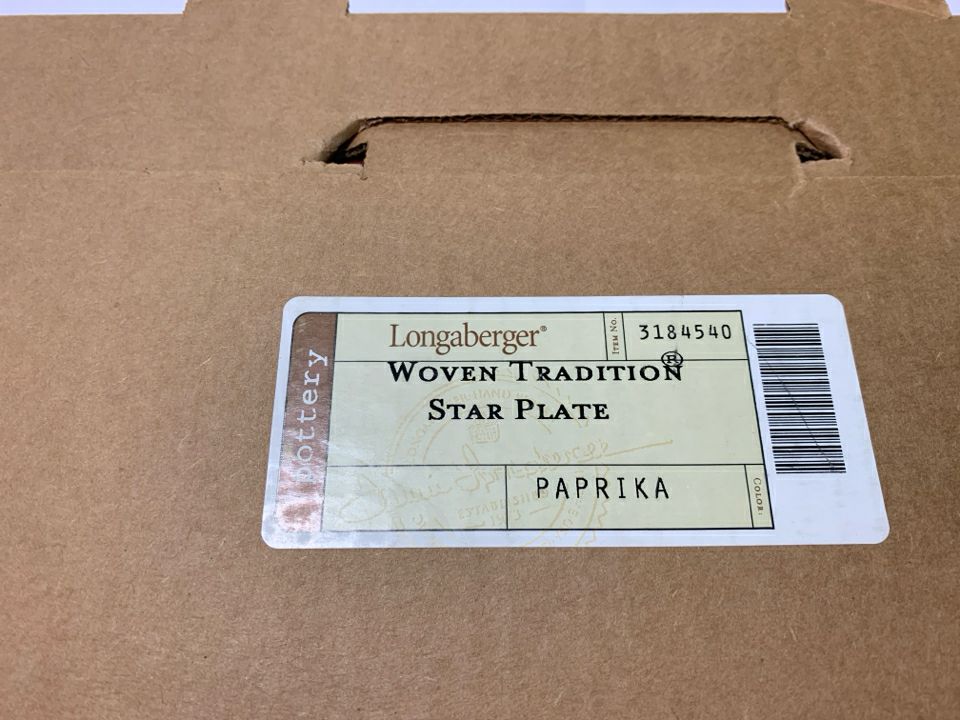 pottery
Longaberger®
ITEM NO.
3184540
WOVEN TRADITION®
STAR PLATE
PAPRIKA
COLOR: